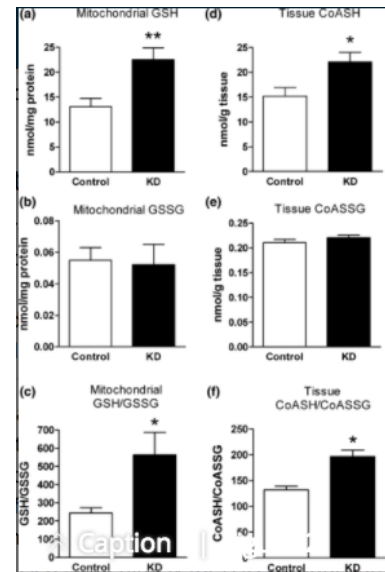 (a) Mitochondrial GSH
**
nmol/mg protein
25
20
15
10
5
0
Control KD
(d) Tissue CoASH
*
nmol/g tissue
25
20
15
10
5
0
Control KD
(b) Mitochondrial GSSG
nmol/mg protein
0.08
0.06
0.04
0.02
0.00
Control KD
(e) Tissue CoASSG
nmol/g tissue
0.25
0.20
0.15
0.10
0.05
0.00
Control KD
(c) Mitochondrial
GSH/GSSG
*
GSH/GSSG
700
600
500
400
300
200
100
0
Control KD
(f) Tissue
CoASH/CoASSG
*
CoASH/CoASSG
250
200
150
100
0
Control KD
Caption |